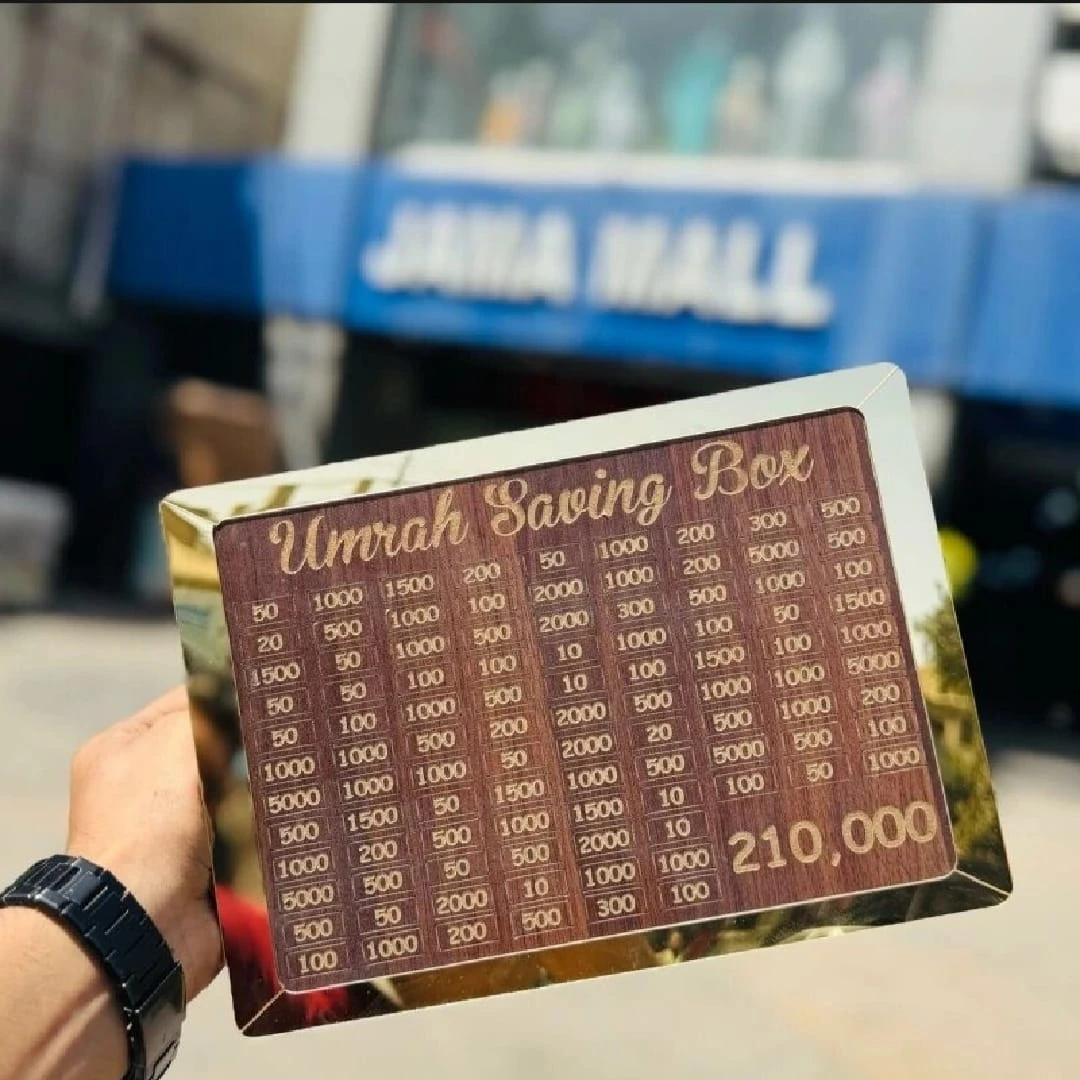 JAMA MALL
Umrah Saving Box
50 1000 1500 200 50 1000 200 300 500
20 500 1000 100 2000 1000 200 5000 500
1500 50 1000 500 2000 300 500 1000 100
50 50 100 100 10 1000 100 50 1500
50 100 1000 500 10 100 1500 100 1000
1000 1000 500 200 2000 500 1000 1000 5000
5000 1000 1000 50 2000 20 500 1000 200
500 1500 50 1500 1000 500 5000 500 100
1000 200 500 1000 1500 10 100 50 1000
5000 500 50 500 2000 10
500 50 2000 10 1000 1000
100 1000 200 500 300 100
210,000